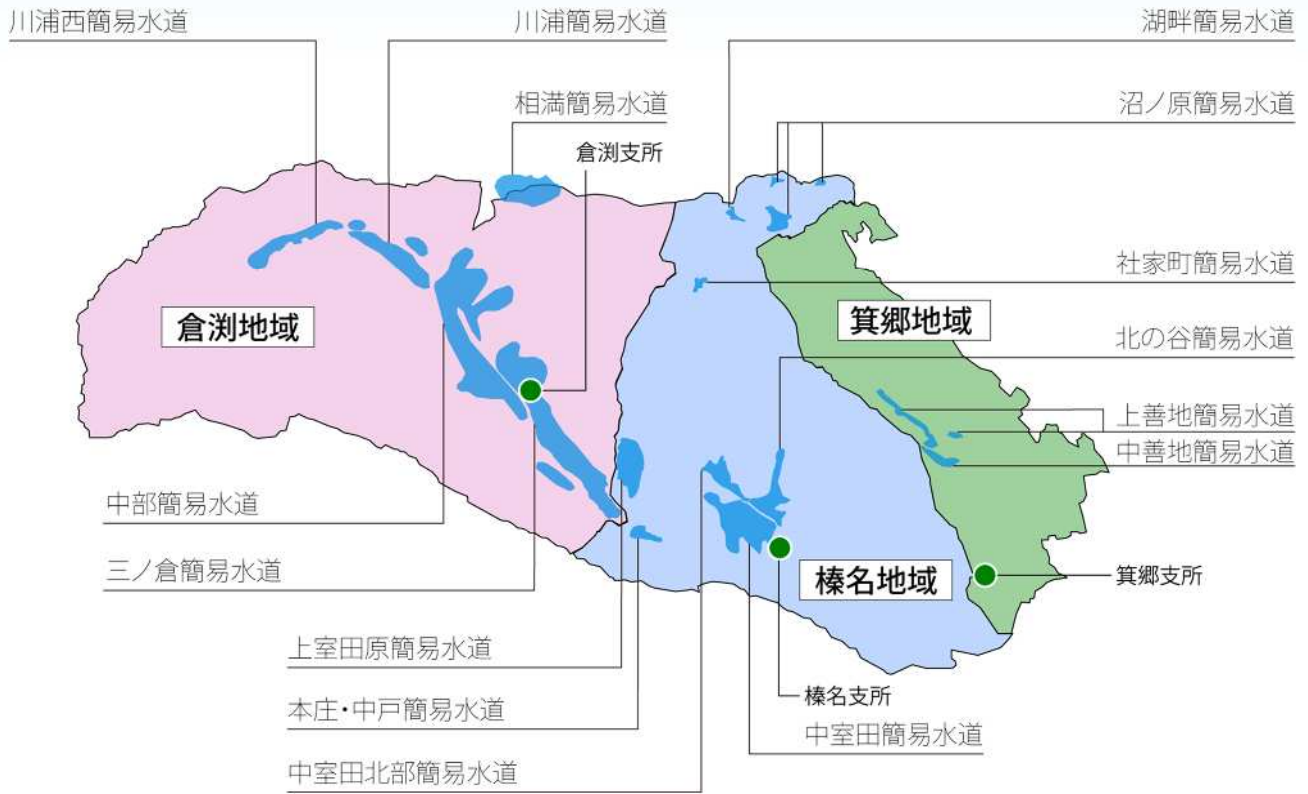 川浦西簡易水道
川浦簡易水道
湖畔簡易水道
相満簡易水道
沼ノ原簡易水道
倉渕支所
社家町簡易水道
倉渕地域
箕郷地域
北の谷簡易水道
上善地簡易水道
中善地簡易水道
中部簡易水道
三ノ倉簡易水道
榛名地域
箕郷支所
上室田原簡易水道
榛名支所
本庄・中戸簡易水道
中室田簡易水道
中室田北部簡易水道